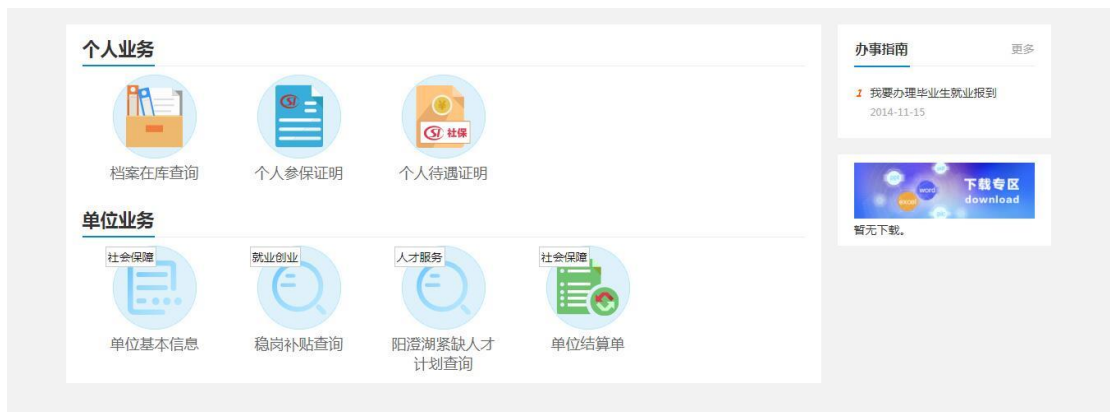 个人业务
社保
档案在库查询
个人参保证明
个人待遇证明
单位业务
社会保障
就业创业
人才服务
社会保障
单位基本信息
稳岗补贴查询
阳澄湖紧缺人才
计划查询
单位结算单
办事指南
更多
1 我要办理毕业生就业报到
2014-11-15
word
excel
下载专区
download
暂无下载。